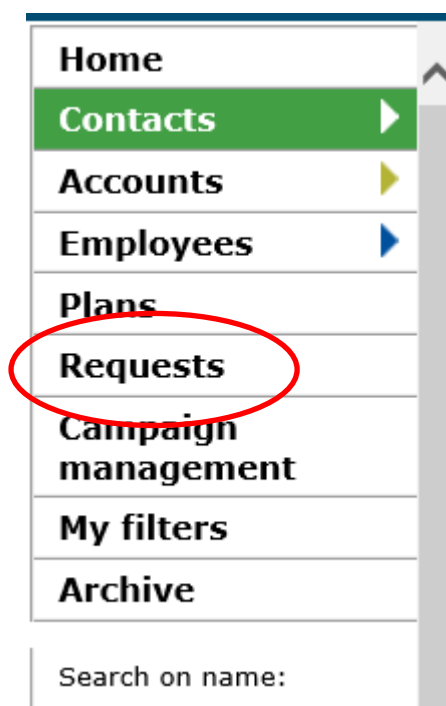 Home
Contacts
Accounts
Employees
Plans
Requests
Campaign
management
My filters
Archive
Search on name: